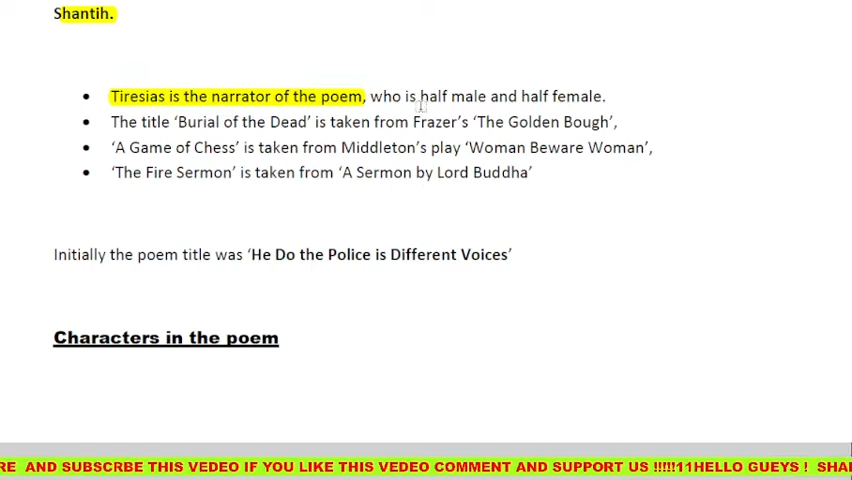 Shantih.
• Tiresias is the narrator of the poem, who is half male and half female.
• The title ‘Burial of the Dead’ is taken from Frazer’s ‘The Golden Bough’,
• ‘A Game of Chess’ is taken from Middleton’s play ‘Woman Beware Woman’,
• ‘The Fire Sermon’ is taken from ‘A Sermon by Lord Buddha’
Initially the poem title was ‘He Do the Police is Different Voices’
Characters in the poem
RE AND SUBSCRBE THIS VEDEO IF YOU LIKE THIS VEDEO COMMENT AND SUPPORT US !!!!!11HELLO GUEYS ! SHA